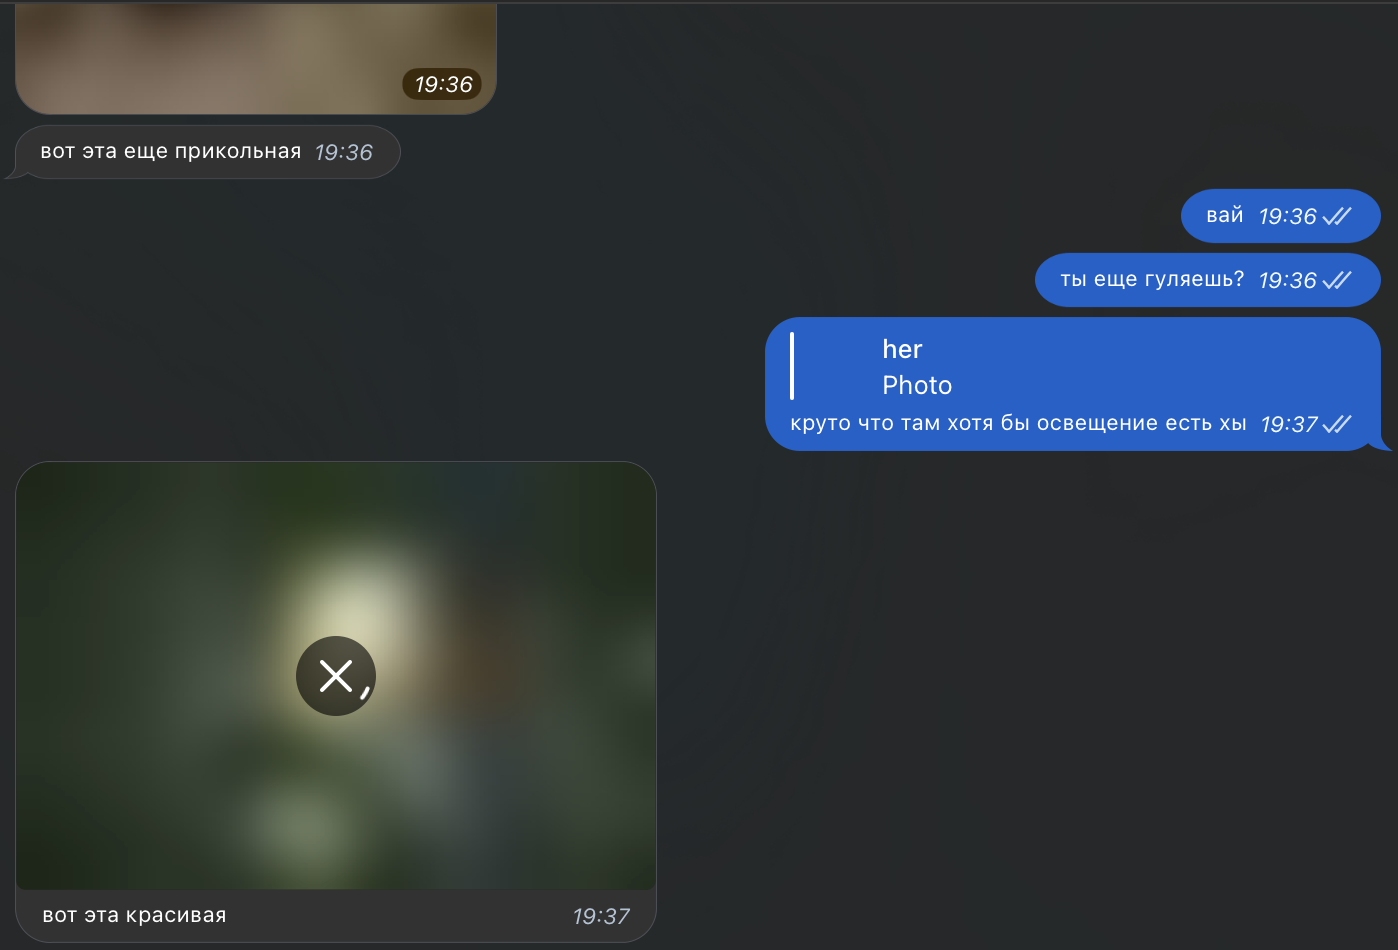 19:36
вот эта еще прикольная 19:36
вай 19:36
ты еще гуляешь? 19:36
her
Photo
круто что там хотя бы освещение есть хы 19:37
вот эта красивая 19:37